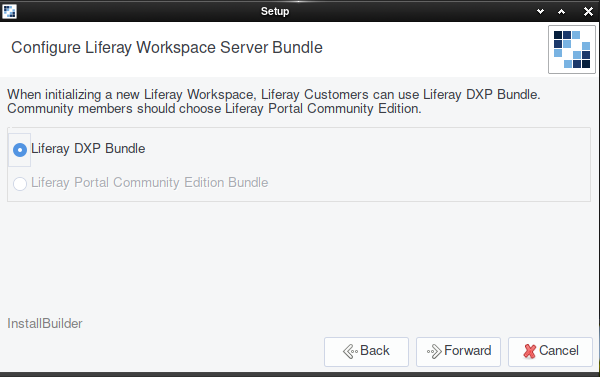 Setup
Configure Liferay Workspace Server Bundle
When initializing a new Liferay Workspace, Liferay Customers can use Liferay DXP Bundle.
Community members should choose Liferay Portal Community Edition.
Liferay DXP Bundle
Liferay Portal Community Edition Bundle
InstallBuilder
Back Forward Cancel